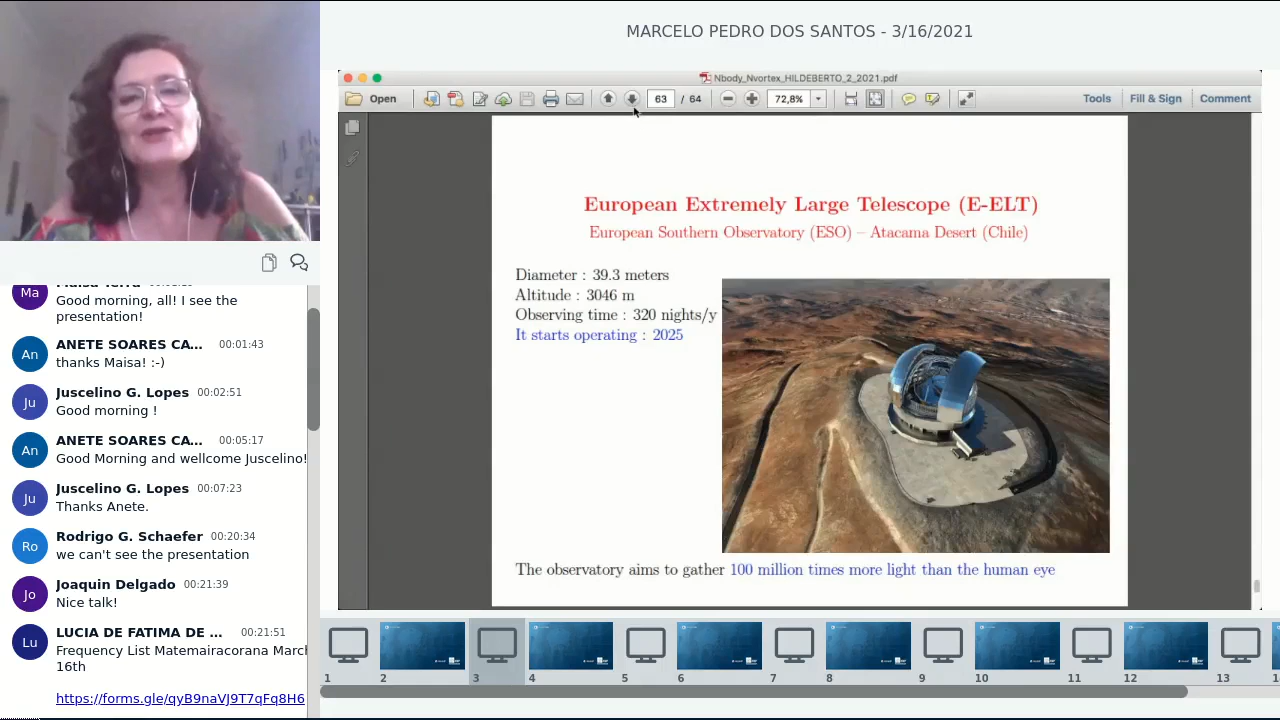 MARCELO PEDRO DOS SANTOS - 3/16/2021
Nbody_Nvortex_HILDEBERTO_2_2021.pdf
Open
63 / 64
72,8%
Tools
Fill & Sign
Comment
European Extremely Large Telescope (E-ELT)
European Southern Observatory (ESO) – Atacama Desert (Chile)
Diameter : 39.3 meters
Altitude : 3046 m
Observing time : 320 nights/y
It starts operating : 2025
The observatory aims to gather 100 million times more light than the human eye
Ma
Good morning, all! I see the
presentation!
An
ANETE SOARES CA... 00:01:43
thanks Maisa! :-)
Ju
Juscelino G. Lopes 00:02:51
Good morning !
An
ANETE SOARES CA... 00:05:17
Good Morning and wellcome Juscelino!
Ju
Juscelino G. Lopes 00:07:23
Thanks Anete.
Ro
Rodrigo G. Schaefer 00:20:34
we can't see the presentation
Jo
Joaquin Delgado 00:21:39
Nice talk!
Lu
LUCIA DE FATIMA DE ... 00:21:51
Frequency List Matemairacorana March
16th
https://forms.gle/qyB9naVJ9T7qFq8H6
1 2 3 4 5 6 7 8 9 10 11 12 13